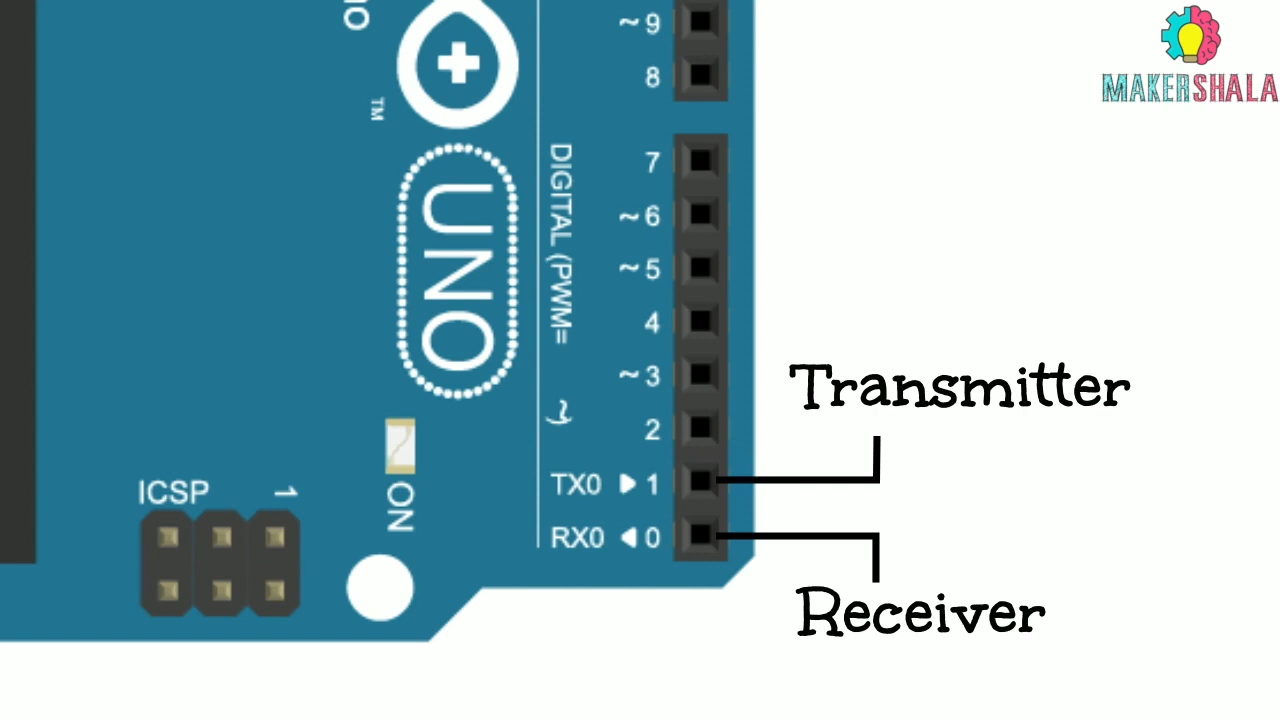 MAKERSHALA
~ 9
8
TM
UNO
DIGITAL (PWM= ~)
7
~ 6
~ 5
4
~ 3
2
TX0 ▶ 1
RX0 ◀ 0
Transmitter
Receiver
ON
ICSP
1